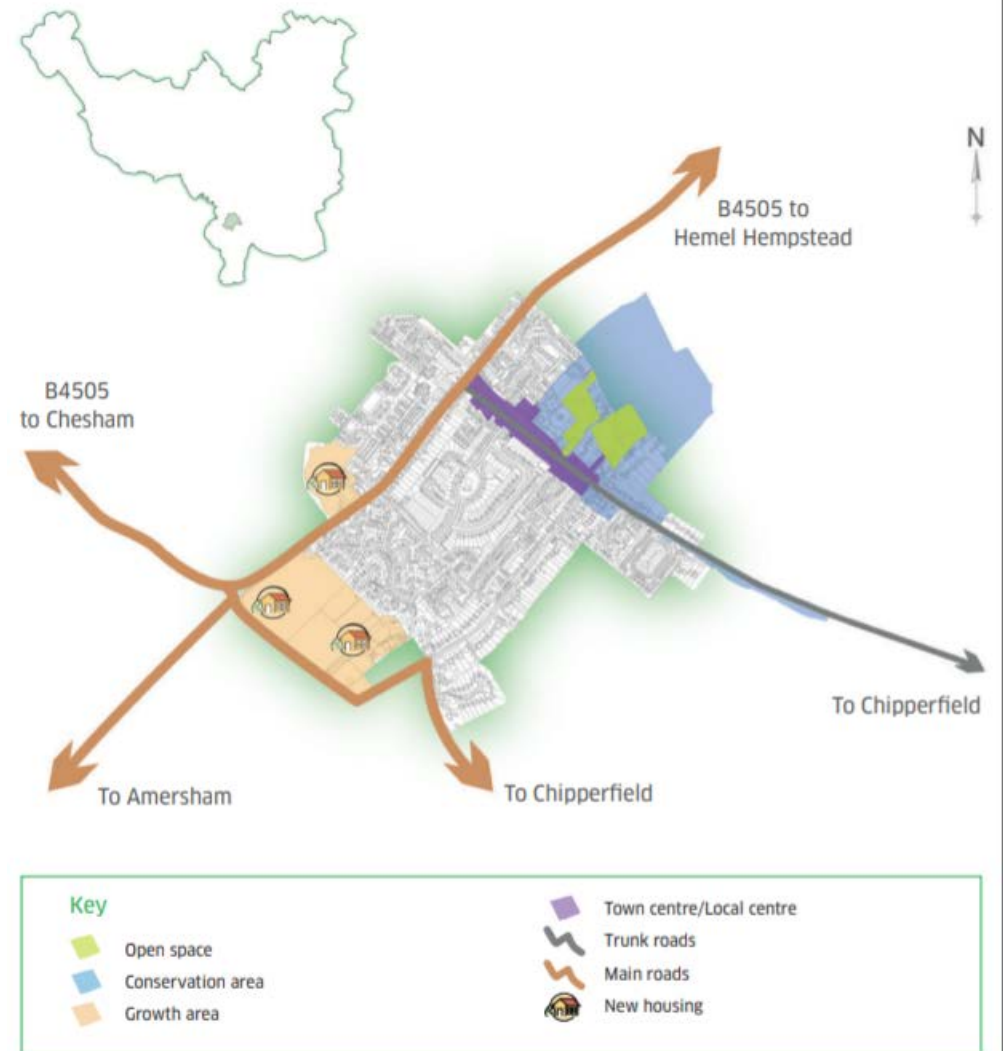 N
B4505 to
Hemel Hempstead
B4505
to Chesham
To Chipperfield
To Amersham
To Chipperfield
Key
Open space
Conservation area
Growth area
Town centre/Local centre
Trunk roads
Main roads
New housing